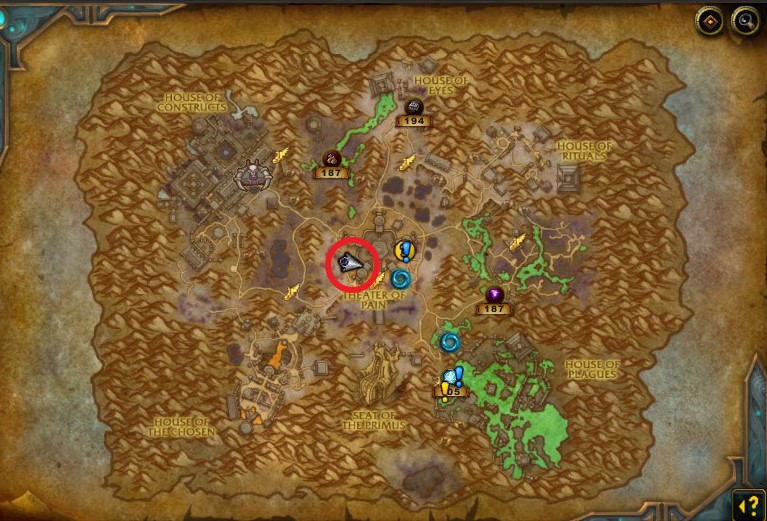 HOUSE OF
EYES
HOUSE OF
CONSTRUCTS
194
HOUSE OF
RITUALS
187
THEATER OF
PAIN
187
HOUSE OF
PLAGUES
SEAT OF
THE PRIMUS
HOUSE OF
THE CHOSEN
?